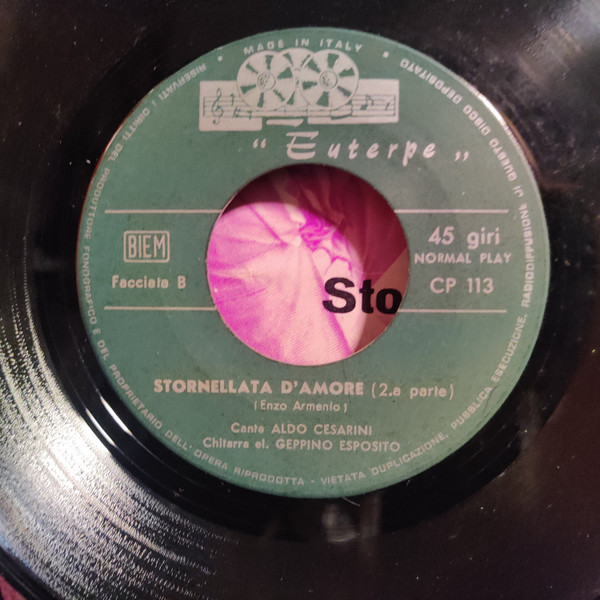 MADE IN ITALY
" Euterpe "
BIEM
45 giri
NORMAL PLAY
Facciata B
CP 113
Sto
STORNELLATA D'AMORE (2.a parte)
(Enzo Armenio)
Canta ALDO CESARINI
Chitarra el. GEPPINO ESPOSITO
RISERVATI I DIRITTI DEL PRODUTTORE FONOGRAFICO E DEL PROPRIETARIO DELL' OPERA RIPRODOTTA - VIETATA DUPLICAZIONE, PUBBLICA ESECUZIONE, RADIODIFFUSIONE DI QUESTO DISCO DEPOSITATO